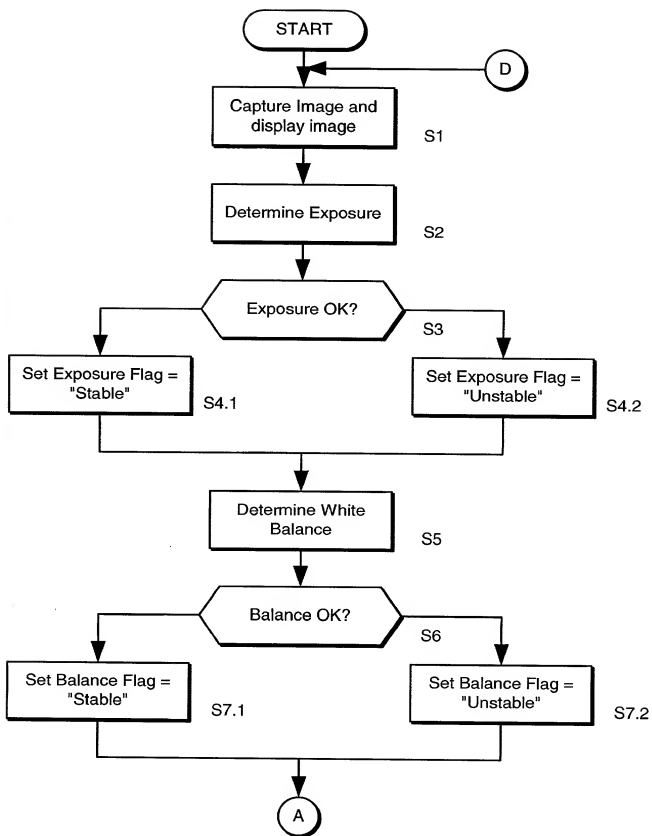 START
D
Capture Image and
display image
S1
Determine Exposure
S2
Exposure OK?
S3
Set Exposure Flag =
"Stable"
S4.1
Set Exposure Flag =
"Unstable"
S4.2
Determine White
Balance
S5
Balance OK?
S6
Set Balance Flag =
"Stable"
S7.1
Set Balance Flag =
"Unstable"
S7.2
A